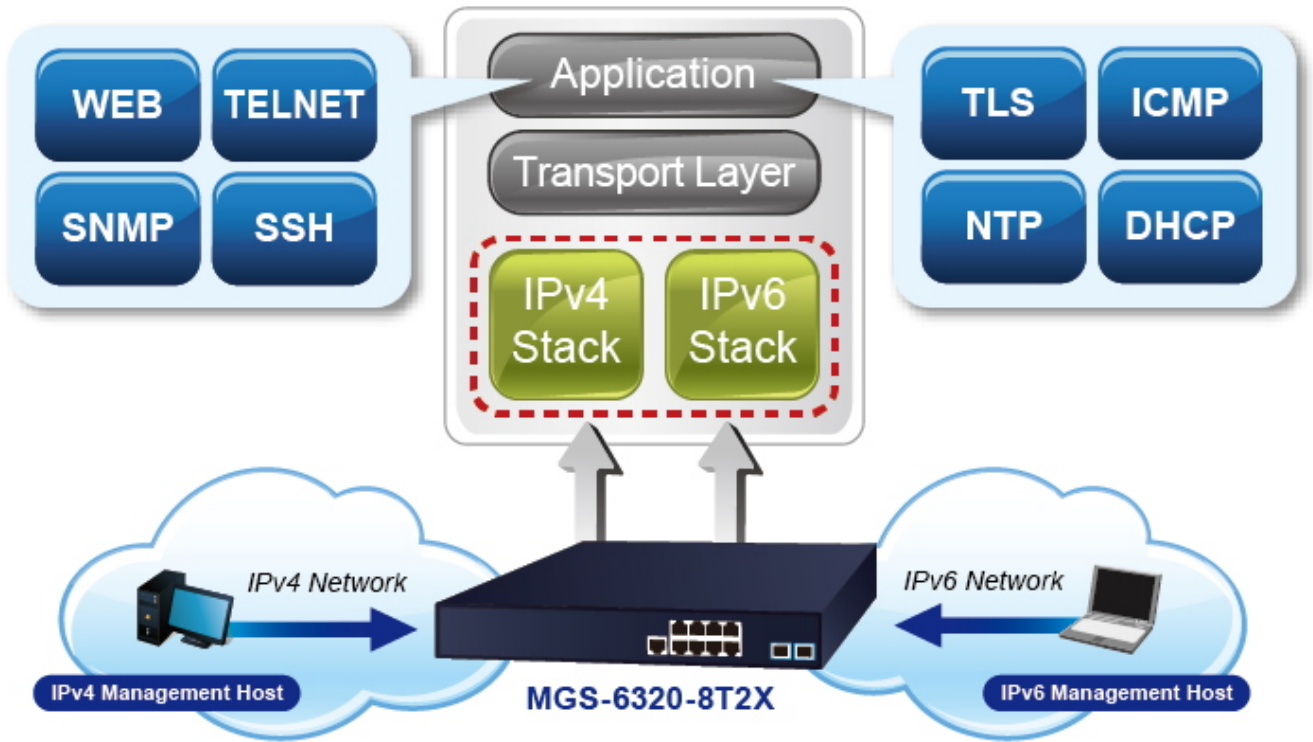 WEB
TELNET
SNMP
SSH
Application
Transport Layer
IPv4
Stack
IPv6
Stack
TLS
ICMP
NTP
DHCP
IPv4 Network
IPv4 Management Host
MGS-6320-8T2X
IPv6 Network
IPv6 Management Host